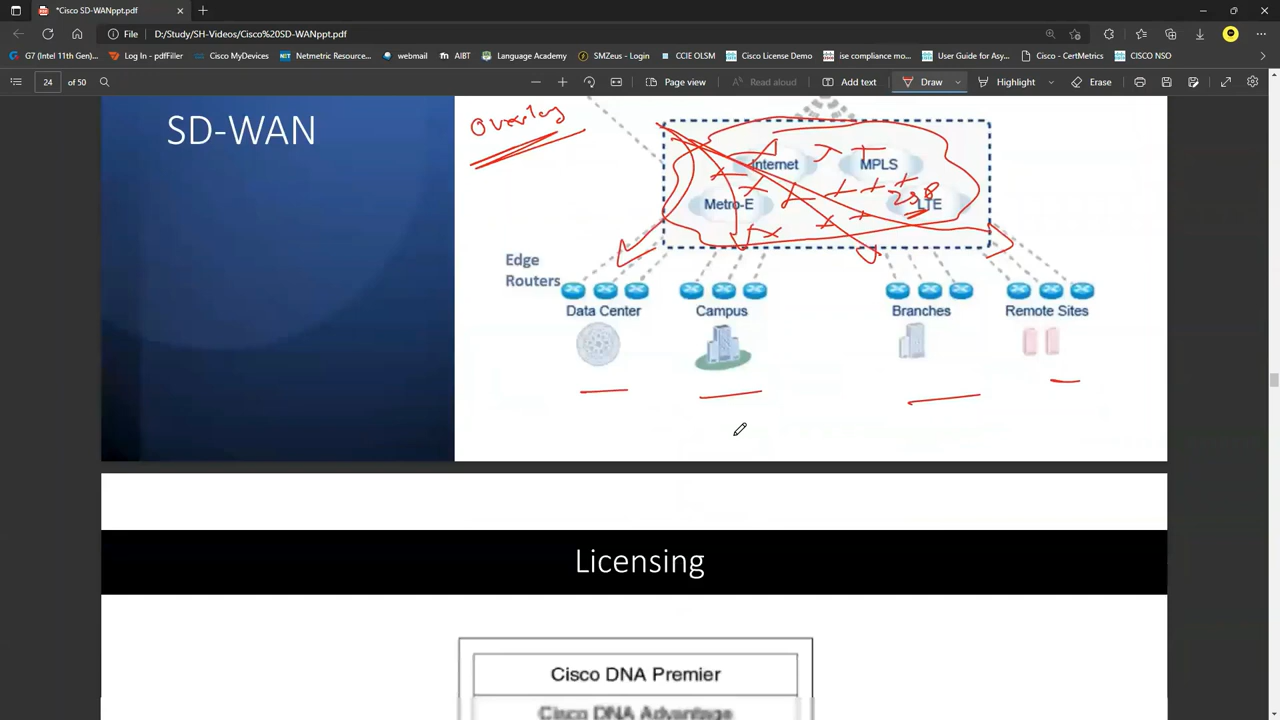 *Cisco SD-WANppt.pdf
File
D:/Study/SH-Videos/Cisco%20SD-WANppt.pdf
G7 (Intel 11th Gen)...
Log In - pdfFiller
Cisco MyDevices
Netmetric Resource...
webmail
AIBT
Language Academy
SMZeus - Login
CCIE OLSM
Cisco License Demo
ise compliance mo...
User Guide for Asy...
Cisco - CertMetrics
Cisco NSO
24 of 50
Page view
Read aloud
Add text
Draw
Highlight
Erase
SD-WAN
Overlay
Internet
MPLS
Metro-E
LTE
Edge
Routers
Data Center
Campus
Branches
Remote Sites
Licensing
Cisco DNA Premier
Cisco DNA Advantage